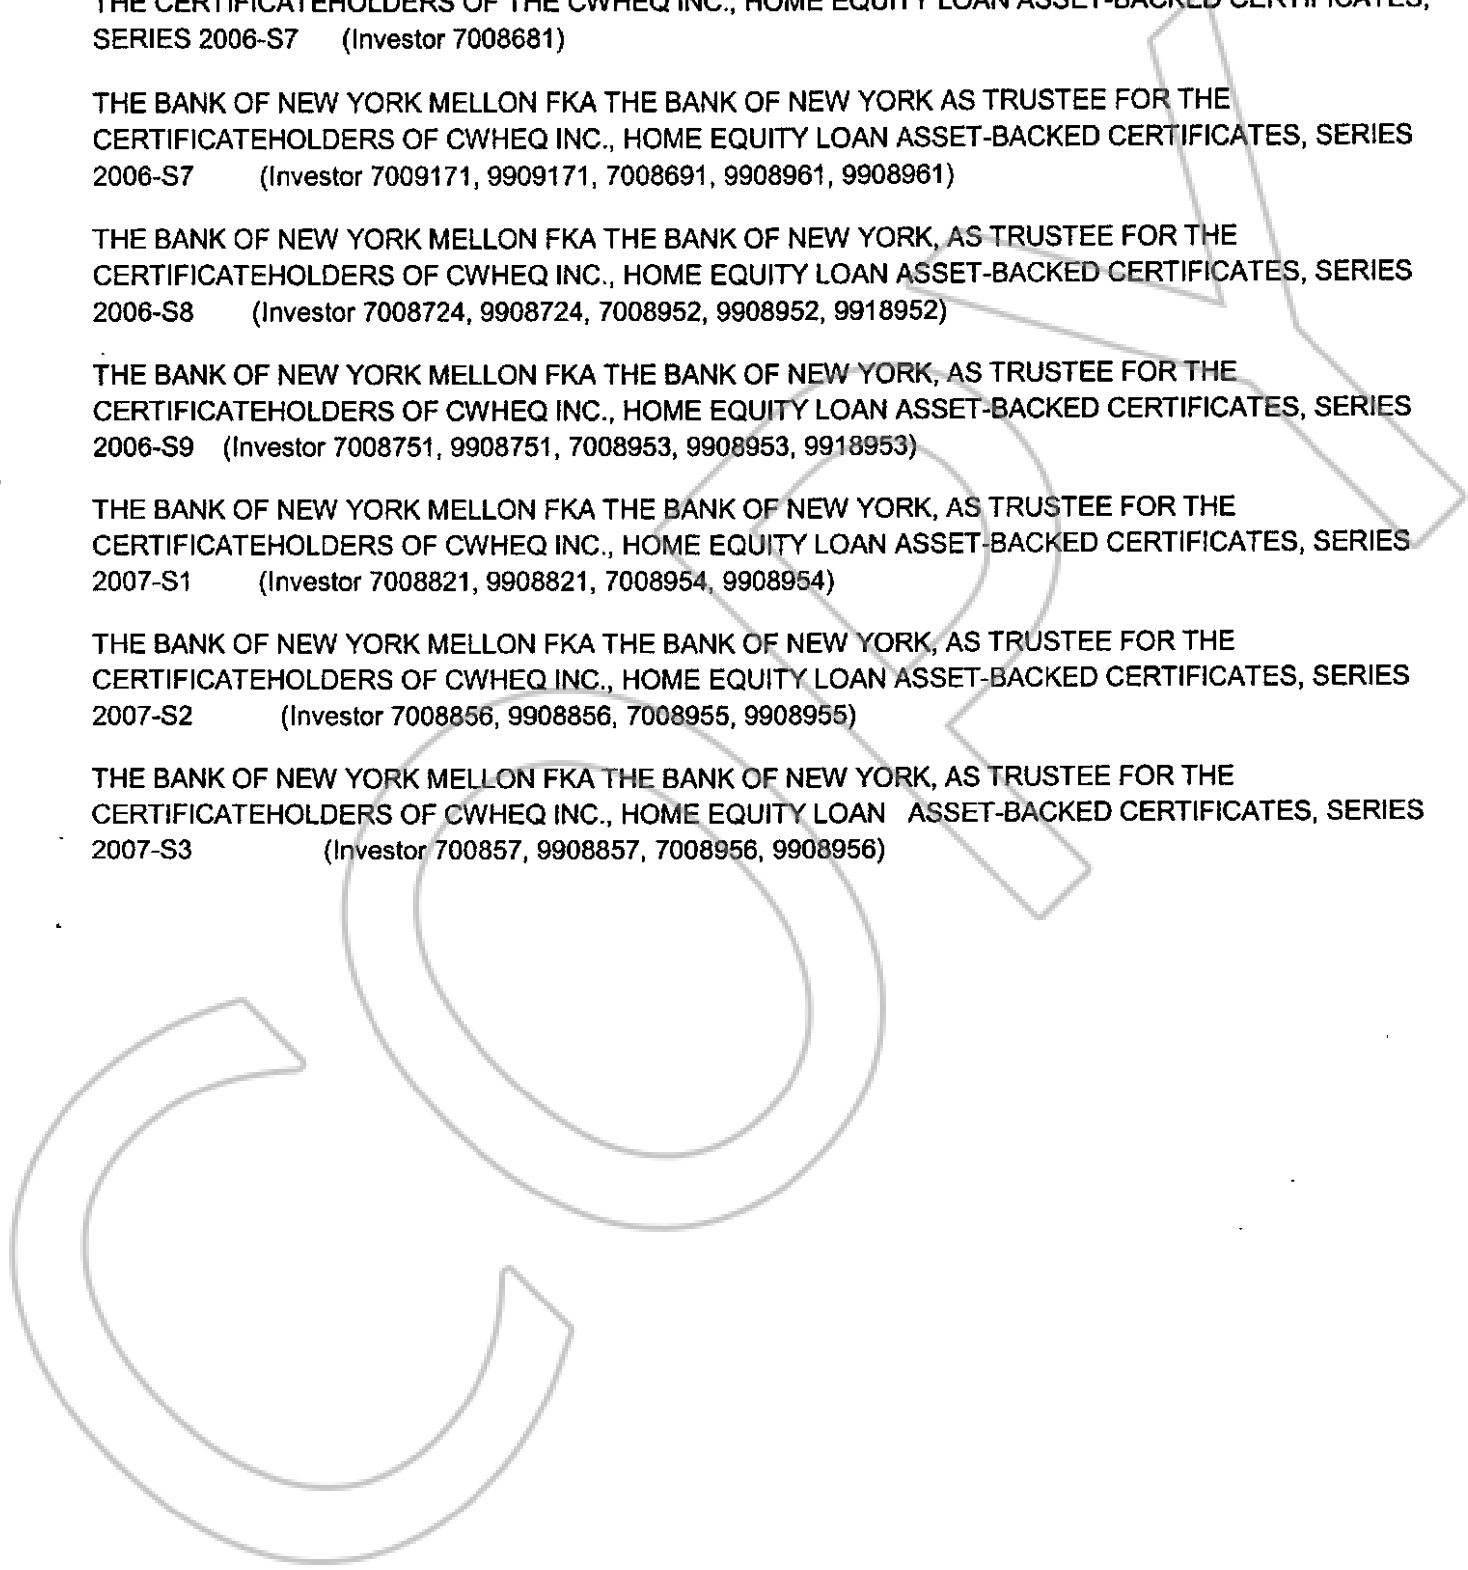 THE CERTIFICATEHOLDERS OF THE CWHEQ INC., HOME EQUITY LOAN ASSET-BACKED CERTIFICATES,
SERIES 2006-S7 (Investor 7008681)
THE BANK OF NEW YORK MELLON FKA THE BANK OF NEW YORK AS TRUSTEE FOR THE
CERTIFICATEHOLDERS OF CWHEQ INC., HOME EQUITY LOAN ASSET-BACKED CERTIFICATES, SERIES
2006-S7 (Investor 7009171, 9909171, 7008691, 9908961, 9908961)
THE BANK OF NEW YORK MELLON FKA THE BANK OF NEW YORK, AS TRUSTEE FOR THE
CERTIFICATEHOLDERS OF CWHEQ INC., HOME EQUITY LOAN ASSET-BACKED CERTIFICATES, SERIES
2006-S8 (Investor 7008724, 9908724, 7008952, 9908952, 9918952)
THE BANK OF NEW YORK MELLON FKA THE BANK OF NEW YORK, AS TRUSTEE FOR THE
CERTIFICATEHOLDERS OF CWHEQ INC., HOME EQUITY LOAN ASSET-BACKED CERTIFICATES, SERIES
2006-S9 (Investor 7008751, 9908751, 7008953, 9908953, 9918953)
THE BANK OF NEW YORK MELLON FKA THE BANK OF NEW YORK, AS TRUSTEE FOR THE
CERTIFICATEHOLDERS OF CWHEQ INC., HOME EQUITY LOAN ASSET-BACKED CERTIFICATES, SERIES
2007-S1 (Investor 7008821, 9908821, 7008954, 9908954)
THE BANK OF NEW YORK MELLON FKA THE BANK OF NEW YORK, AS TRUSTEE FOR THE
CERTIFICATEHOLDERS OF CWHEQ INC., HOME EQUITY LOAN ASSET-BACKED CERTIFICATES, SERIES
2007-S2 (Investor 7008856, 9908856, 7008955, 9908955)
THE BANK OF NEW YORK MELLON FKA THE BANK OF NEW YORK, AS TRUSTEE FOR THE
CERTIFICATEHOLDERS OF CWHEQ INC., HOME EQUITY LOAN ASSET-BACKED CERTIFICATES, SERIES
2007-S3 (Investor 700857, 9908857, 7008956, 9908956)
COPY